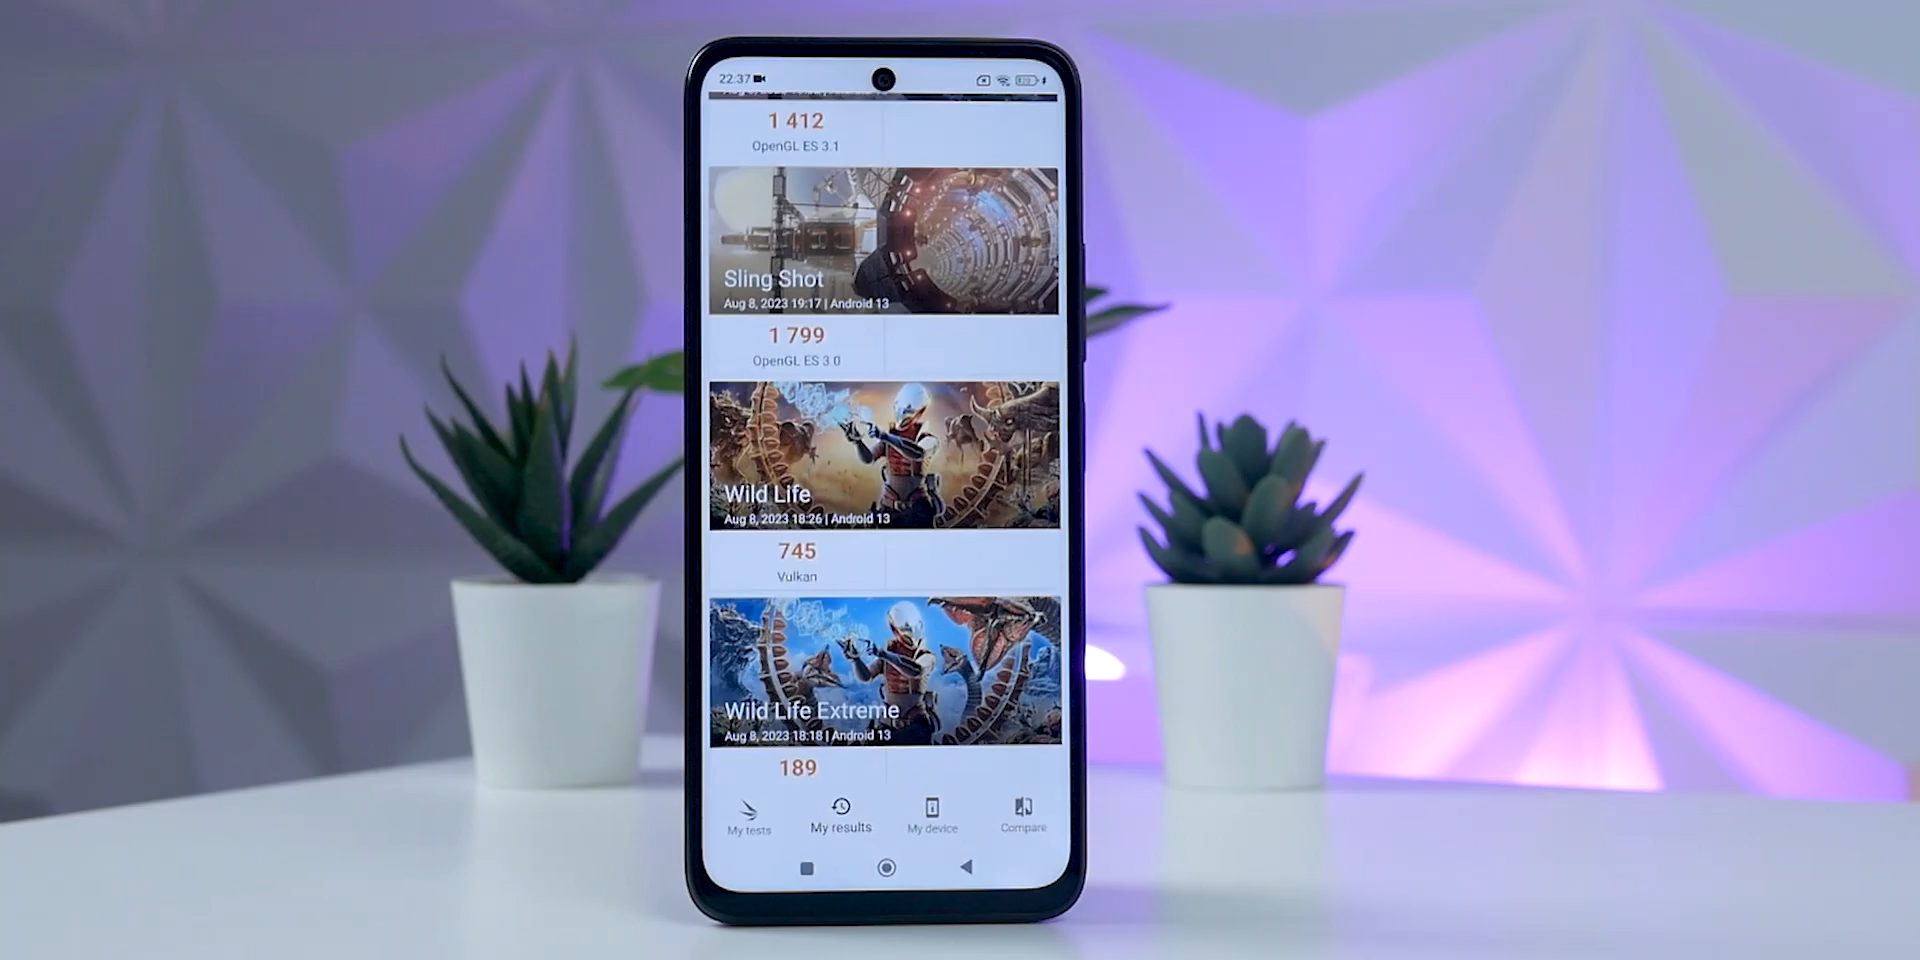 22:37
1 412
OpenGL ES 3.1
Sling Shot
Aug 8, 2023 19:17 | Android 13
1 799
OpenGL ES 3.0
Wild Life
Aug 8, 2023 18:26 | Android 13
745
Vulkan
Wild Life Extreme
Aug 8, 2023 18:18 | Android 13
189
My tests
My results
My device
Compare